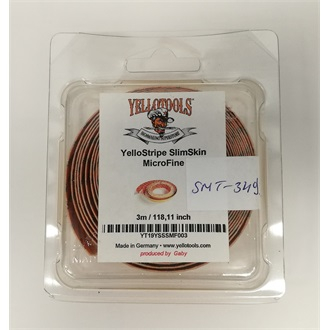 YELLOTOOLS
YelloStripe SlimSkin
MicroFine
SMT-349
3m / 118,11 inch
YT19YSSSMF003
Made in Germany • www.yellotools.com
produced by Gaby